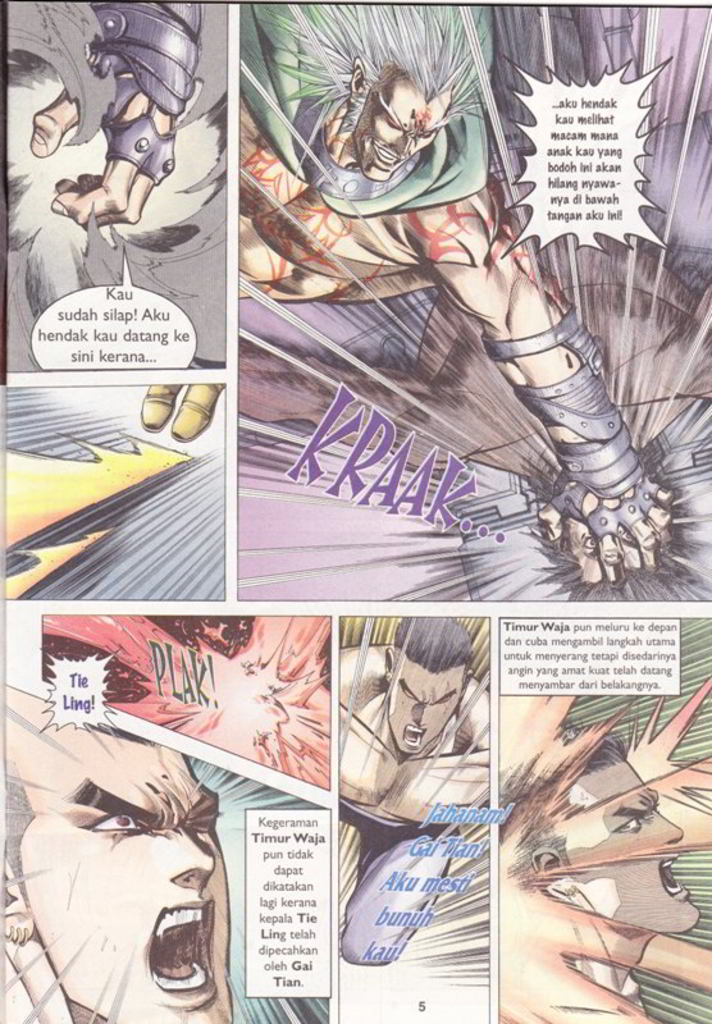 Kau
sudah silap! Aku
hendak kau datang ke
sini kerana...
...aku hendak
kau melihat
macam mana
anak kau yang
bodoh ini akan
hilang nyawa-
nya di bawah
tangan aku ini!
KRAAK...
Tie
Ling!
PLAK!
Kegeraman
Timur Waja
pun tidak
dapat
dikatakan
lagi kerana
kepala Tie
Ling telah
dipecahkan
oleh Gai
Tian.
Jahanam!
Gai Tian!
Aku mesti
bunuh
kau!
Timur Waja pun meluru ke depan
dan cuba mengambil langkah utama
untuk menyerang tetapi disedarinya
angin yang amat kuat telah datang
menyambar dari belakangnya.
5